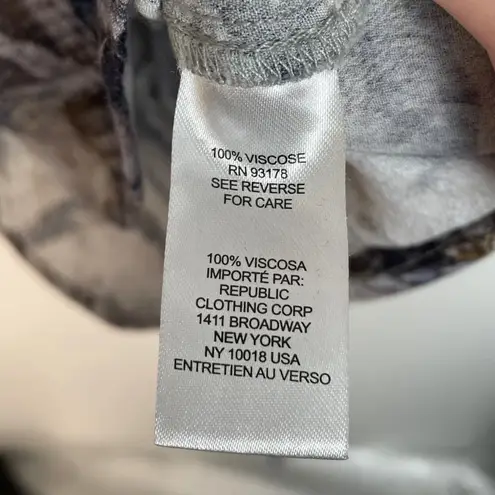 100% VISCOSE
RN 93178
SEE REVERSE
FOR CARE
100% VISCOSA
IMPORTÉ PAR:
REPUBLIC
CLOTHING CORP
1411 BROADWAY
NEW YORK
NY 10018 USA
ENTRETIEN AU VERSO